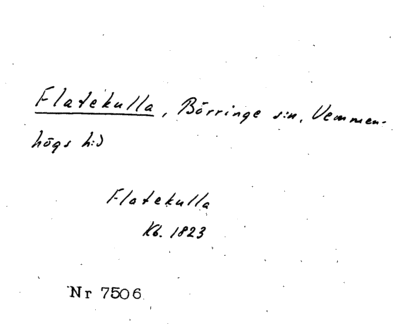 Flatekulla, Börringe sn, Vemmen-
högs hd
Flatekulla
Kb. 1823
Nr 7506